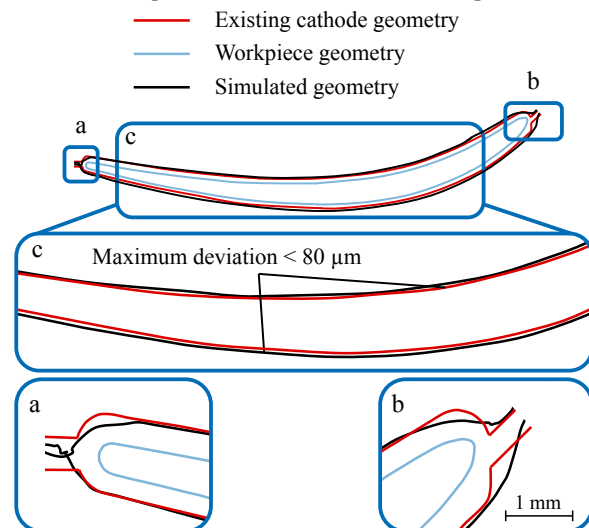 Existing cathode geometry
Workpiece geometry
Simulated geometry
a
b
c
c
Maximum deviation < 80 µm
a
b
1 mm